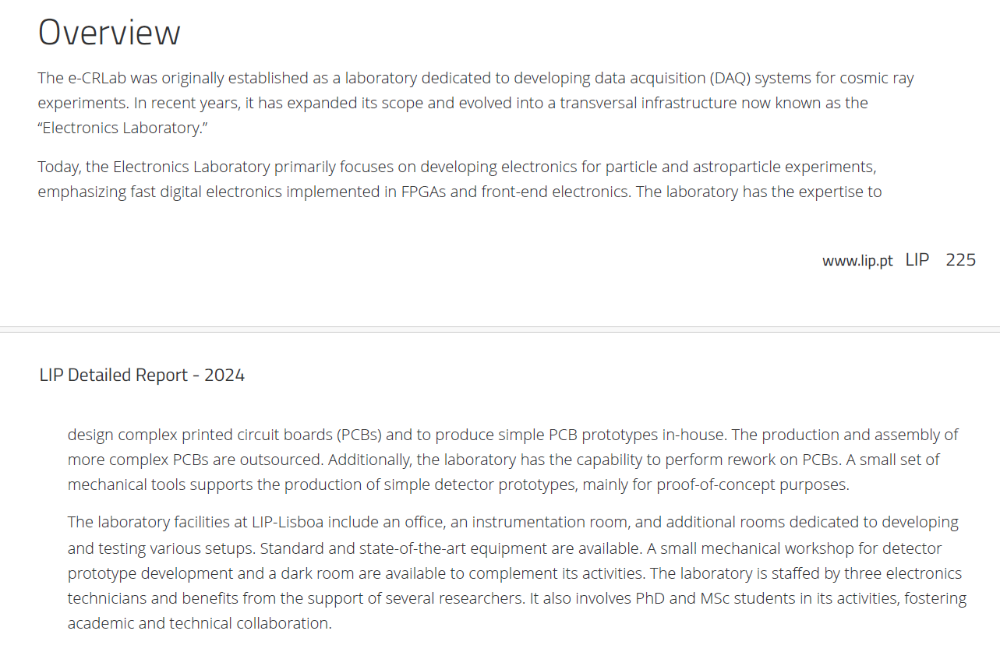 Overview
The e-CRLab was originally established as a laboratory dedicated to developing data acquisition (DAQ) systems for cosmic ray
experiments. In recent years, it has expanded its scope and evolved into a transversal infrastructure now known as the
“Electronics Laboratory.”
Today, the Electronics Laboratory primarily focuses on developing electronics for particle and astroparticle experiments,
emphasizing fast digital electronics implemented in FPGAs and front-end electronics. The laboratory has the expertise to
www.lip.pt LIP 225
LIP Detailed Report - 2024
design complex printed circuit boards (PCBs) and to produce simple PCB prototypes in-house. The production and assembly of
more complex PCBs are outsourced. Additionally, the laboratory has the capability to perform rework on PCBs. A small set of
mechanical tools supports the production of simple detector prototypes, mainly for proof-of-concept purposes.
The laboratory facilities at LIP-Lisboa include an office, an instrumentation room, and additional rooms dedicated to developing
and testing various setups. Standard and state-of-the-art equipment are available. A small mechanical workshop for detector
prototype development and a dark room are available to complement its activities. The laboratory is staffed by three electronics
technicians and benefits from the support of several researchers. It also involves PhD and MSc students in its activities, fostering
academic and technical collaboration.